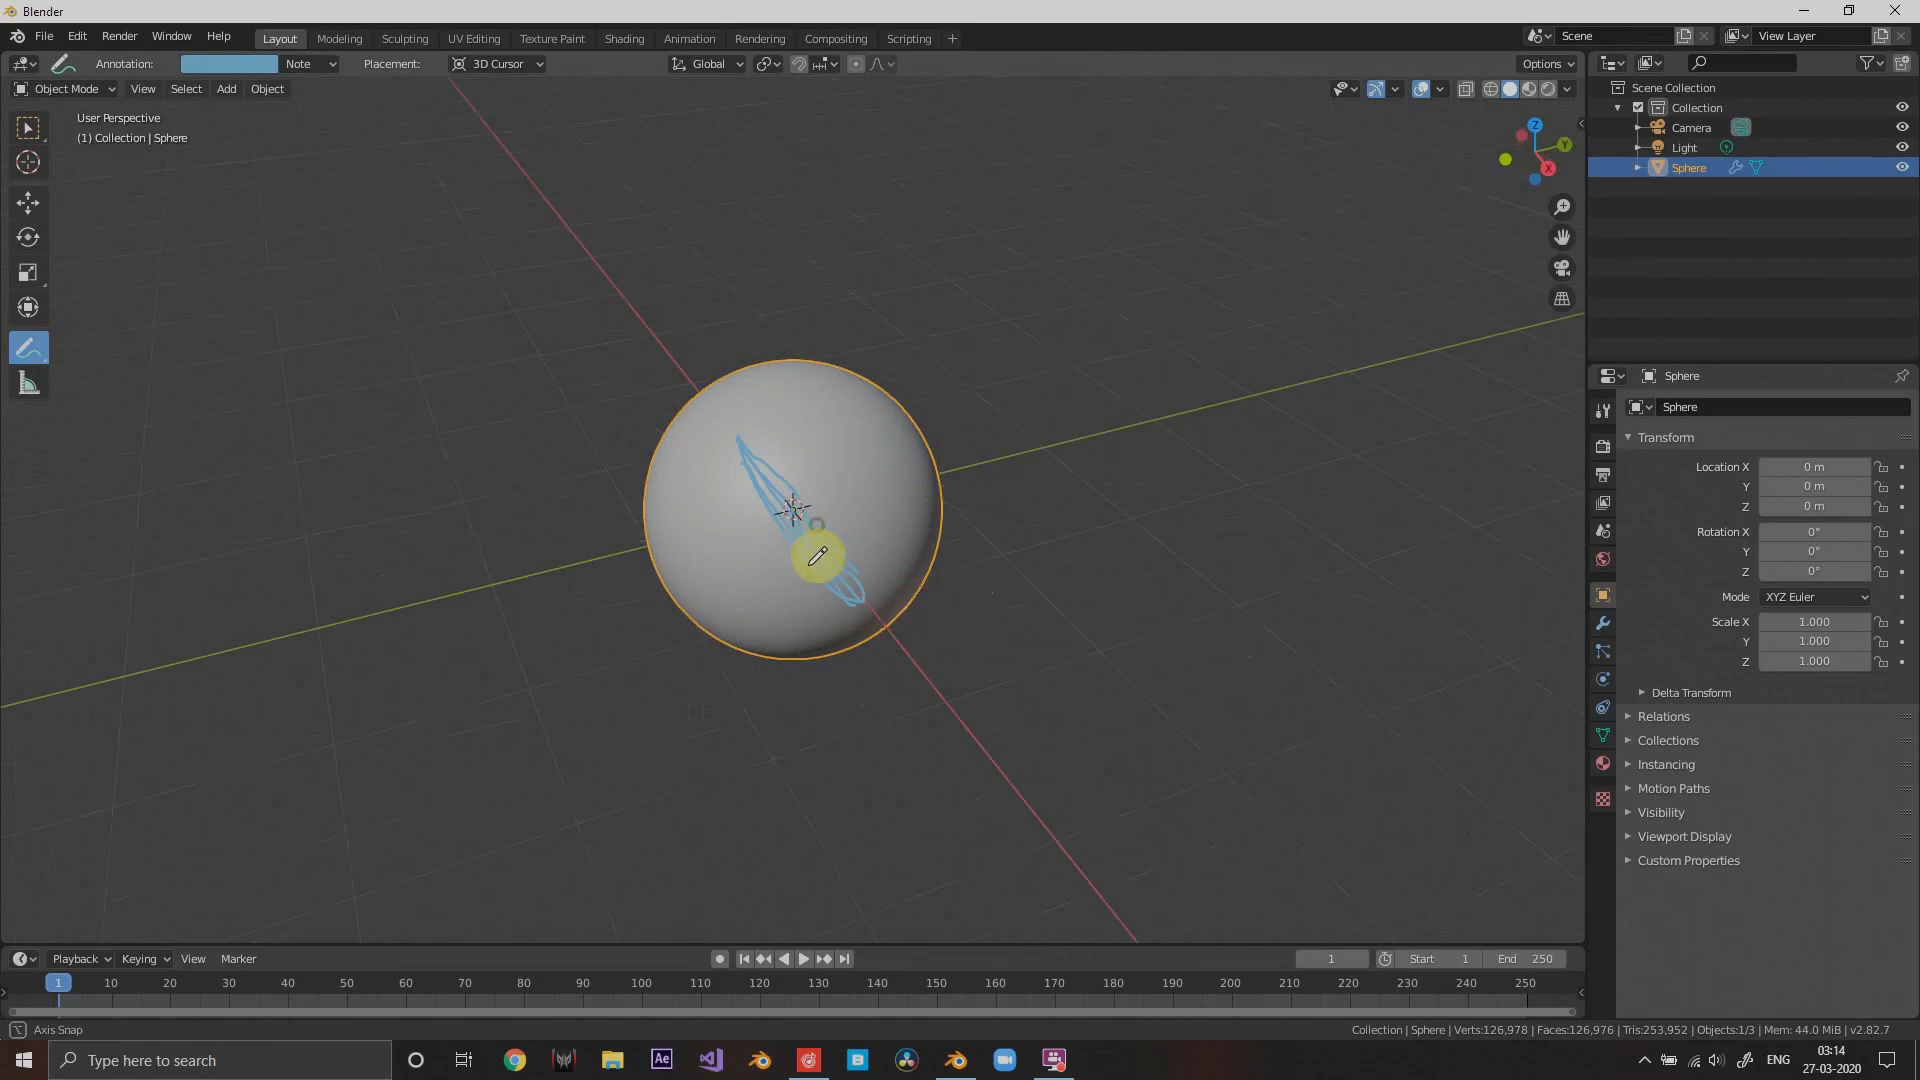 Blender
File Edit Render Window Help
Layout Modeling Sculpting UV Editing Texture Paint Shading Animation Rendering Compositing Scripting +
Scene
View Layer
Annotation: Note Placement: 3D Cursor Global Options
Object Mode View Select Add Object
User Perspective
(1) Collection | Sphere
Z
Y
X
Scene Collection
Collection
Camera
Light
Sphere
Sphere
Sphere
Transform
Location X 0 m
Y 0 m
Z 0 m
Rotation X 0°
Y 0°
Z 0°
Mode XYZ Euler
Scale X 1.000
Y 1.000
Z 1.000
Delta Transform
Relations
Collections
Instancing
Motion Paths
Visibility
Viewport Display
Custom Properties
Playback Keying View Marker
1 Start 1 End 250
1 10 20 30 40 50 60 70 80 90 100 110 120 130 140 150 160 170 180 190 200 210 220 230 240 250
Axis Snap
Collection | Sphere | Verts:126,978 | Faces:126,976 | Tris:253,952 | Objects:1/3 | Mem: 44.0 MiB | v2.82.7
Type here to search
Ae
B
ENG
03:14
27-03-2020